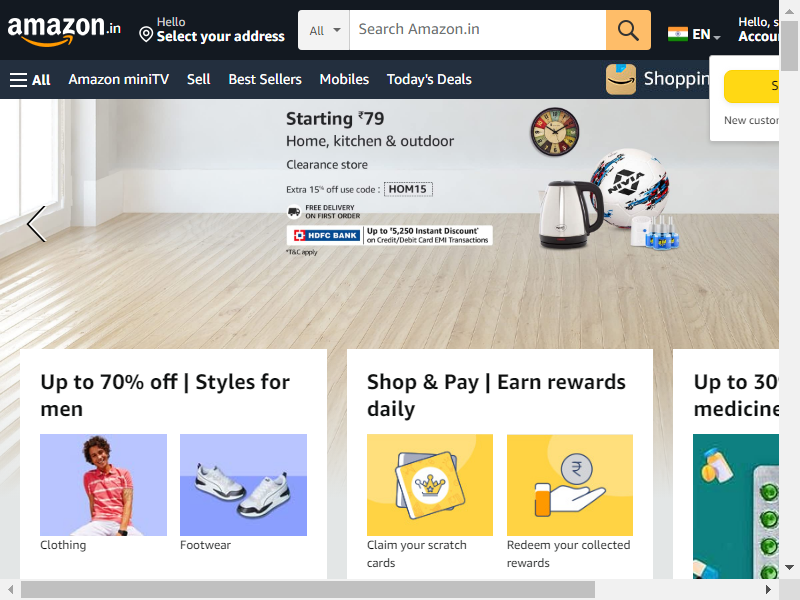 amazon.in
Hello
Select your address
All
Search Amazon.in
EN
Hello, s
Accou
All
Amazon miniTV
Sell
Best Sellers
Mobiles
Today's Deals
Shoppin
S
New custom
Starting ₹79
Home, kitchen & outdoor
Clearance store
Extra 15% off use code : HOM15
FREE DELIVERY
ON FIRST ORDER
HDFC BANK
Up to ₹5,250 Instant Discount*
on Credit/Debit Card EMI Transactions
*T&C apply
NIVIA
Up to 70% off | Styles for
men
Clothing
Footwear
Shop & Pay | Earn rewards
daily
₹
Claim your scratch
cards
Redeem your collected
rewards
Up to 30%
medicine